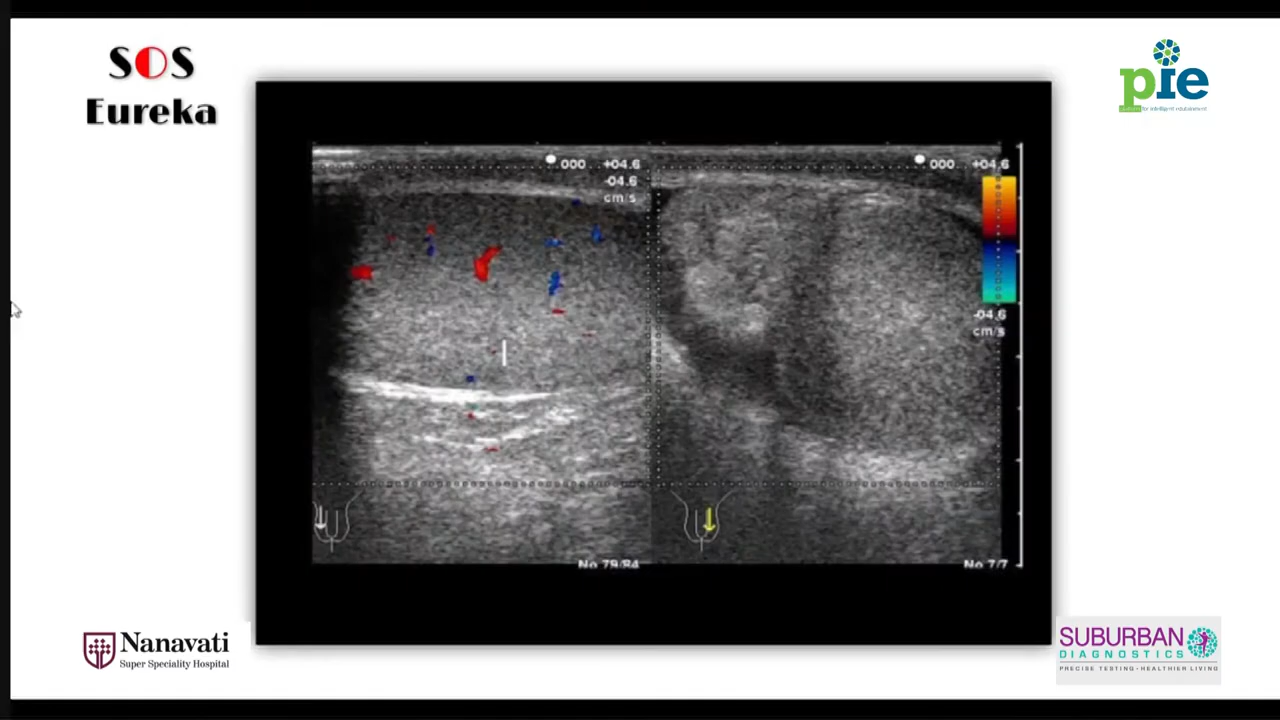 SOS
Eureka
pie
000 +04.6
-04.6
cm/s
000 +04.6
-04.6
cm/s
No 79/84
No 7/7
Nanavati
Super Speciality Hospital
SUBURBAN
DIAGNOSTICS
PRECISE TESTING-HEALTHIER LIVING